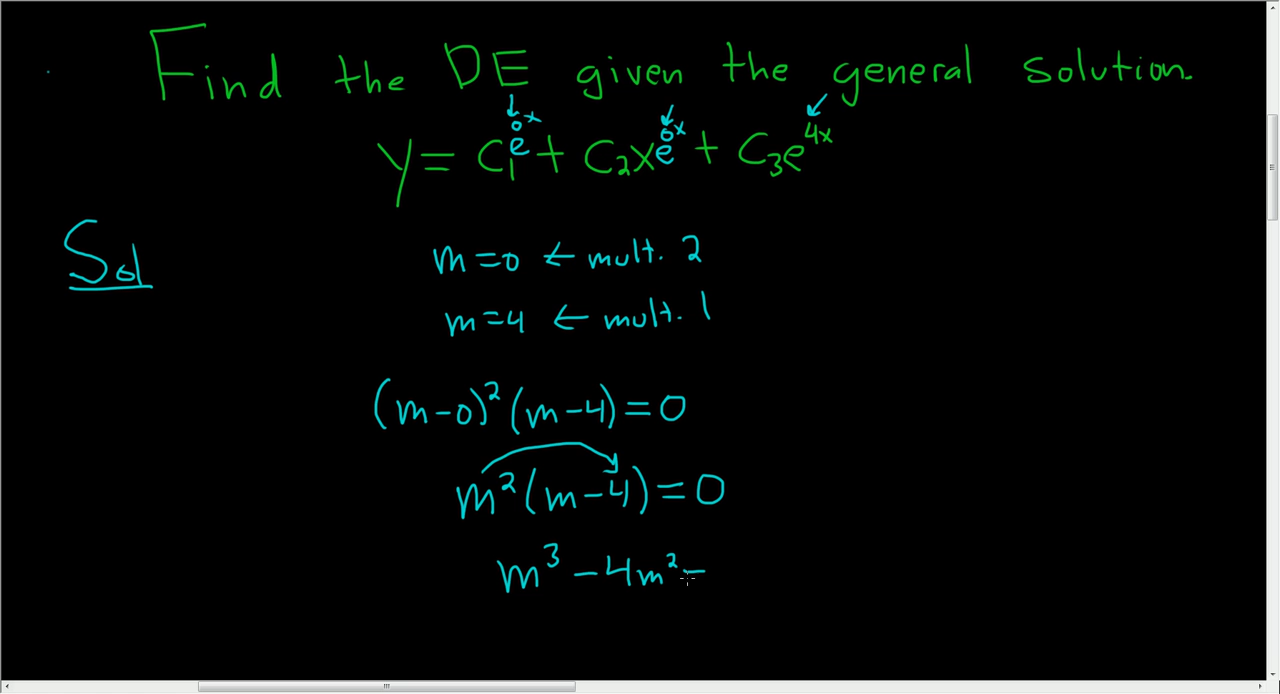 Find the DE given the general solution.
y = C₁e^{0x} + C₂xe^{0x} + C₃e^{4x}
Sol
m = 0 ← mult. 2
m = 4 ← mult. 1
(m - 0)² (m - 4) = 0
m² (m - 4) = 0
m³ - 4m² -